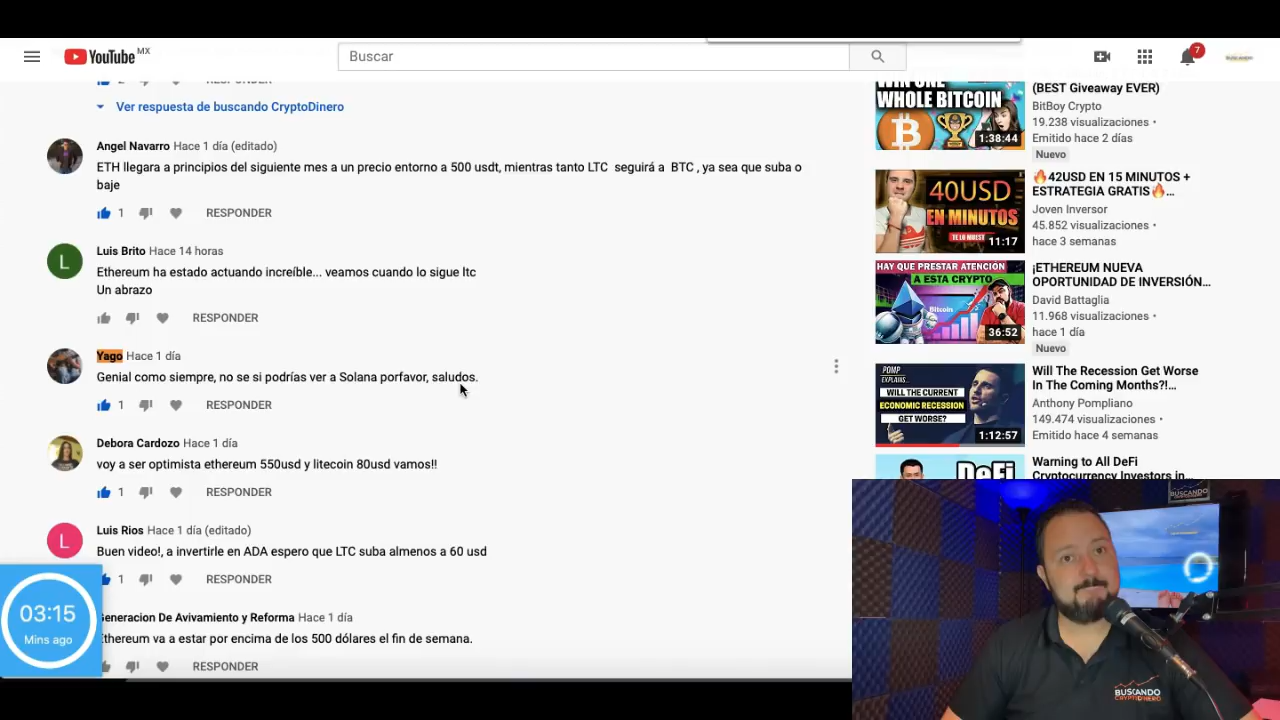 YouTube MX
Buscar
7
RESPONDER
Ver respuesta de buscando CryptoDinero
Angel Navarro Hace 1 día (editado)
ETH llegara a principios del siguiente mes a un precio entorno a 500 usdt, mientras tanto LTC seguirá a BTC , ya sea que suba o
baje
1 RESPONDER
L
Luis Brito Hace 14 horas
Ethereum ha estado actuando increíble... veamos cuando lo sigue ltc
Un abrazo
RESPONDER
Yago Hace 1 día
Genial como siempre, no se si podrías ver a Solana porfavor, saludos.
1 RESPONDER
Debora Cardozo Hace 1 día
voy a ser optimista ethereum 550usd y litecoin 80usd vamos!!
1 RESPONDER
L
Luis Rios Hace 1 día (editado)
Buen video!, a invertirle en ADA espero que LTC suba almenos a 60 usd
1 RESPONDER
Generacion De Avivamiento y Reforma Hace 1 día
Ethereum va a estar por encima de los 500 dólares el fin de semana.
RESPONDER
03:15
Mins ago
WIN ONE
WHOLE BITCOIN
1:38:44
(BEST Giveaway EVER)
BitBoy Crypto
19.238 visualizaciones •
Emitido hace 2 días
Nuevo
40USD
EN MINUTOS
11:17
🔥42USD EN 15 MINUTOS +
ESTRATEGIA GRATIS🔥...
Joven Inversor
45.852 visualizaciones •
hace 3 semanas
HAY QUE PRESTAR ATENCIÓN
A ESTA CRYPTO
Bitcoin
36:52
¡ETHEREUM NUEVA
OPORTUNIDAD DE INVERSIÓN...
David Battaglia
11.968 visualizaciones •
hace 1 día
Nuevo
POMP
EXPLAINS...
WILL THE CURRENT
ECONOMIC RECESSION
GET WORSE?
1:12:57
Will The Recession Get Worse
In The Coming Months?!...
Anthony Pompliano
149.474 visualizaciones •
Emitido hace 4 semanas
DeFi
Warning to All DeFi
Cryptocurrency Investors in...
BUSCANDO
BUSCANDO
CRYPTODINERO